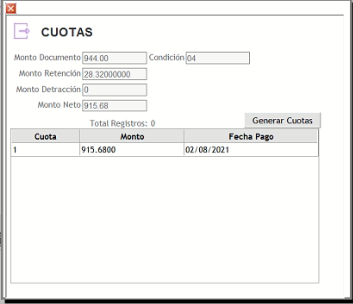 CUOTAS
Monto Documento 944.00 Condición 04
Monto Retención 28.32000000
Monto Detracción 0
Monto Neto 915.68
Total Registros: 0 Generar Cuotas
Cuota Monto Fecha Pago
1 915.6800 02/08/2021